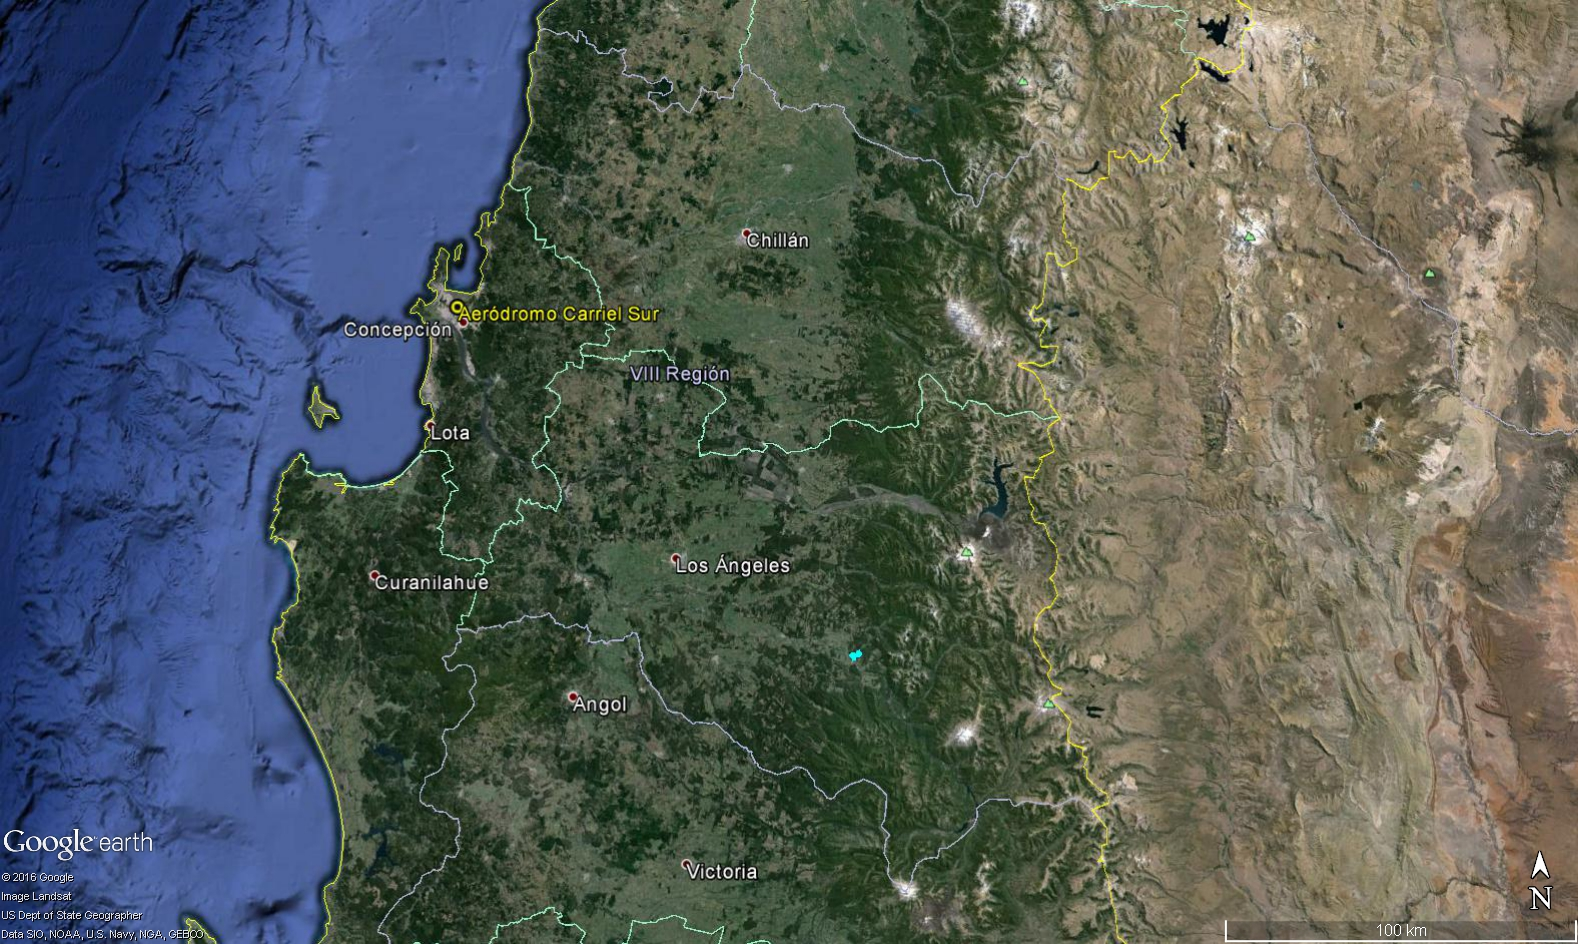 Chillán
Aeródromo Carriel Sur
Concepción
VIII Región
Lota
Los Ángeles
Curanilahue
Angol
Google earth
Victoria
© 2016 Google
Image Landsat
US Dept of State Geographer
Data SIO, NOAA, U.S. Navy, NGA, GEBCO
N
100 km